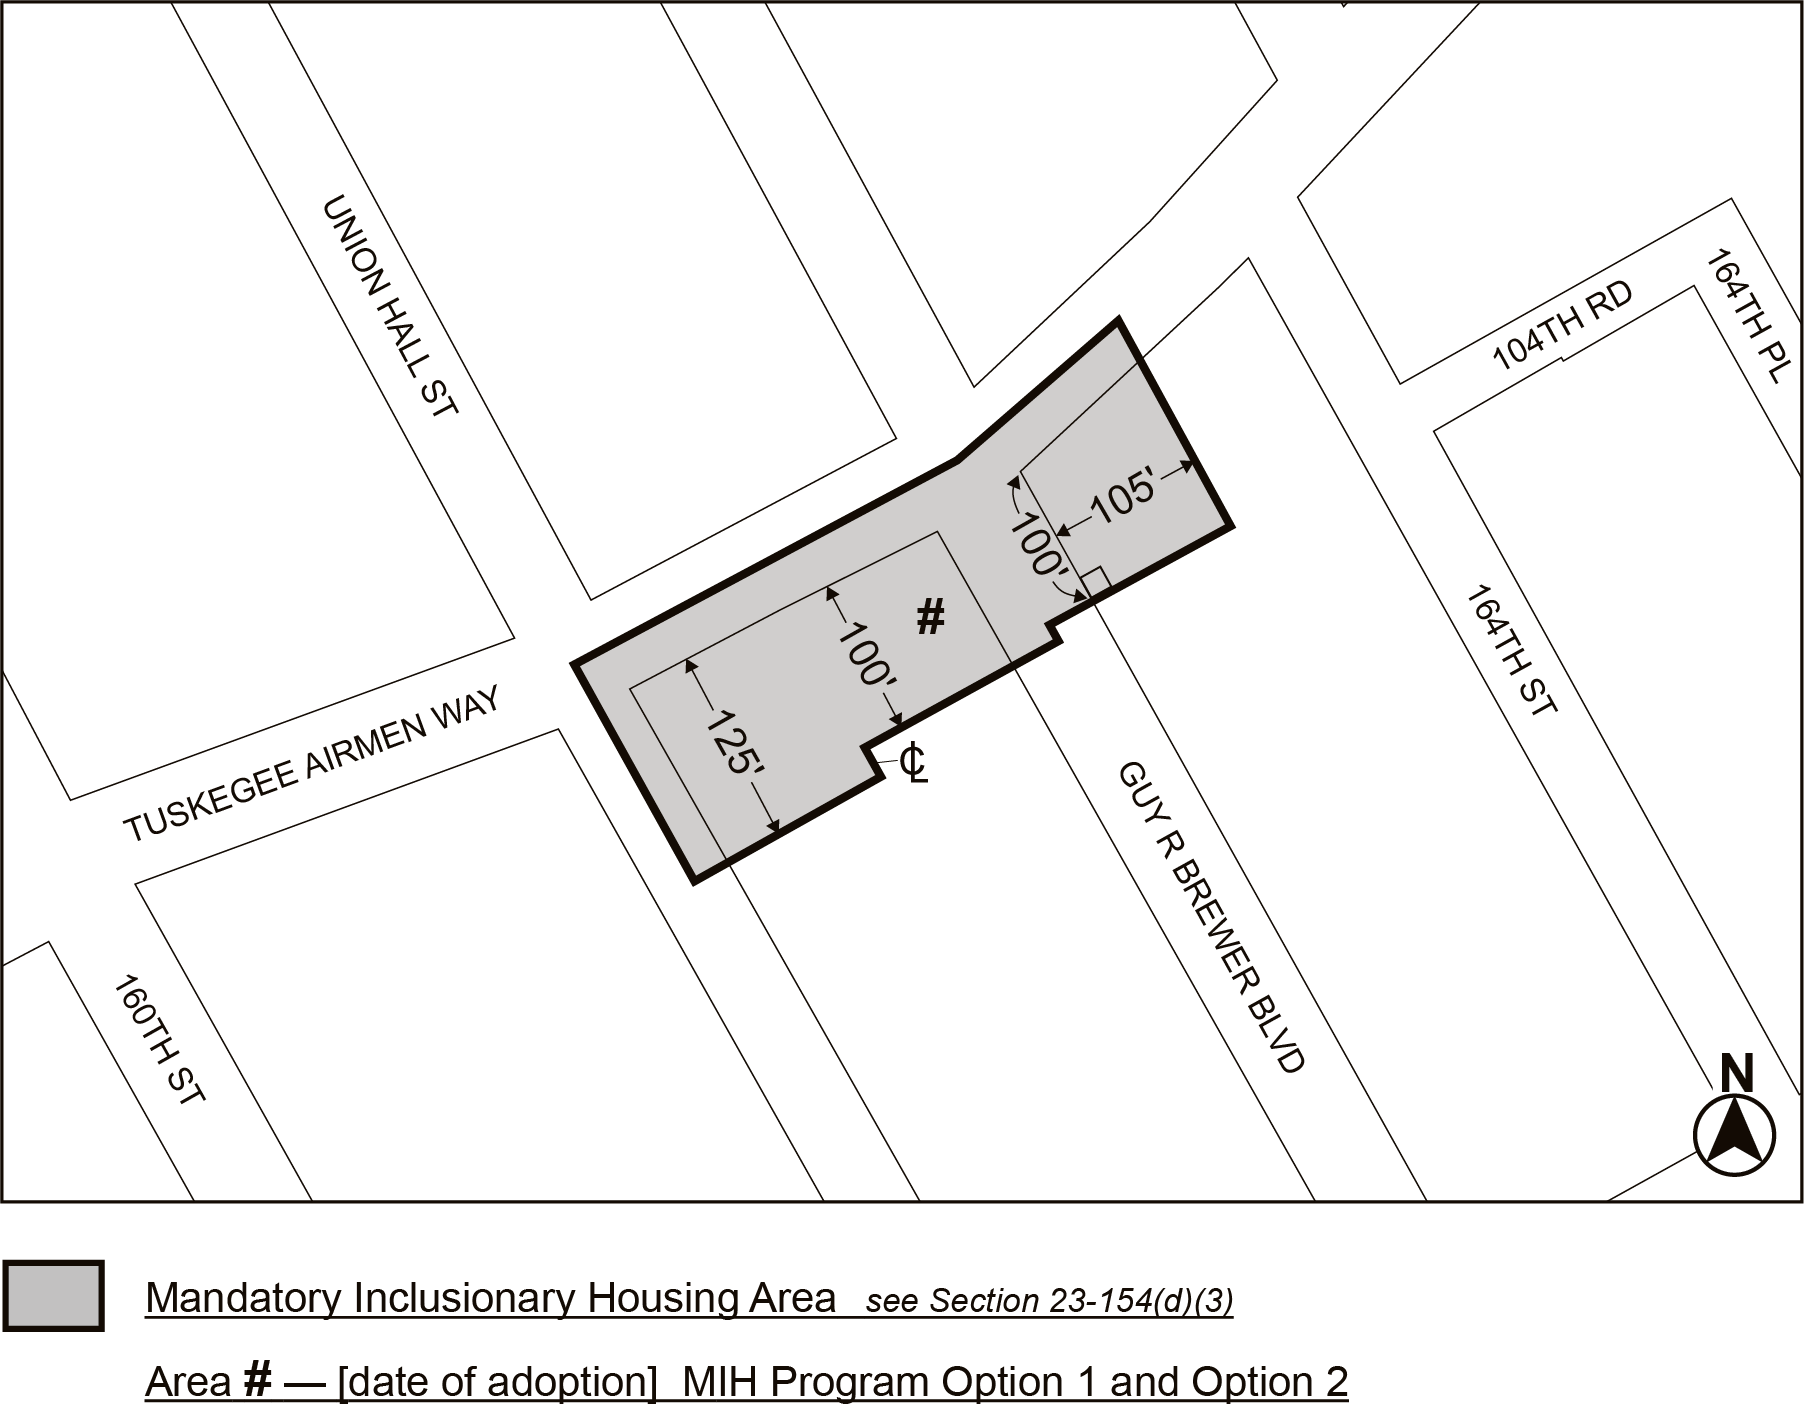 UNION HALL ST
104TH RD
164TH PL
105'
100'
#
100'
125'
℄
164TH ST
TUSKEGEE AIRMEN WAY
GUY R BREWER BLVD
160TH ST
N
Mandatory Inclusionary Housing Area see Section 23-154(d)(3)
Area # — [date of adoption] MIH Program Option 1 and Option 2